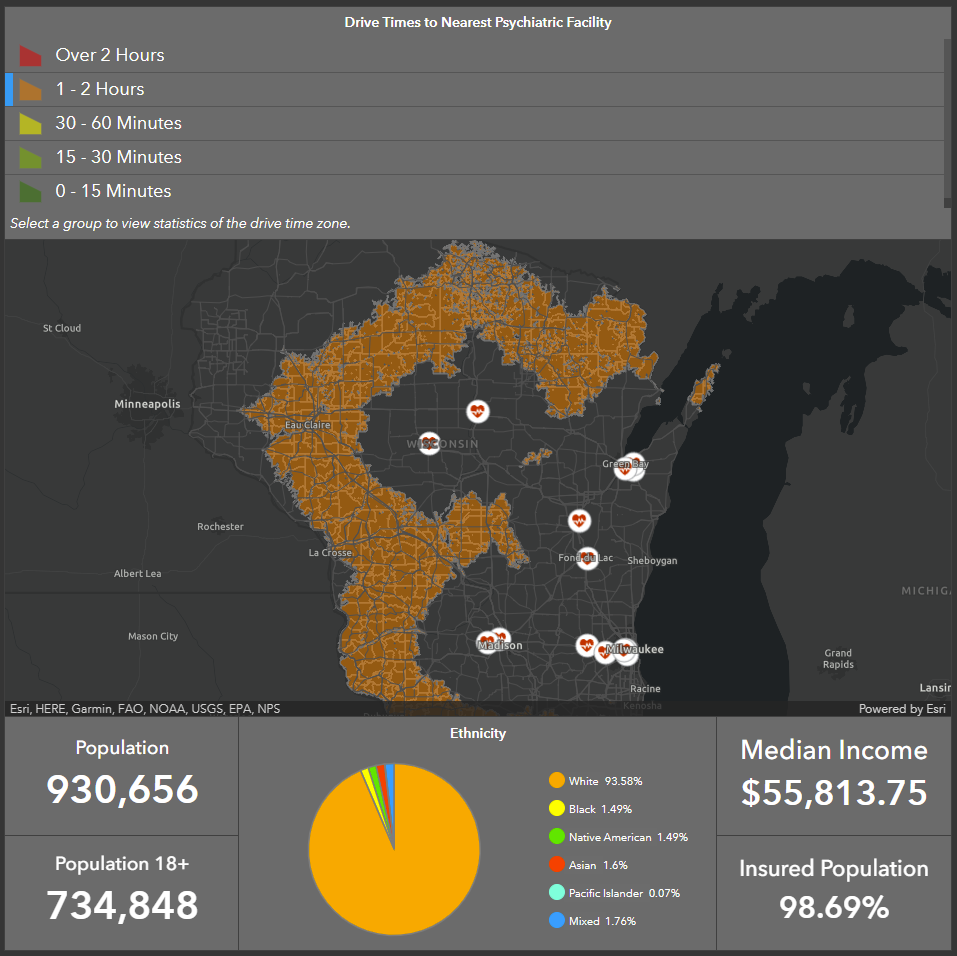 Drive Times to Nearest Psychiatric Facility
Over 2 Hours
1 - 2 Hours
30 - 60 Minutes
15 - 30 Minutes
0 - 15 Minutes
Select a group to view statistics of the drive time zone.
St Cloud
Minneapolis
Eau Claire
WISCONSIN
Green Bay
Rochester
La Crosse
Fond du Lac
Sheboygan
Albert Lea
MICHIGA
Mason City
Madison
Milwaukee
Grand
Rapids
Racine
Lansin
Kenosha
Esri, HERE, Garmin, FAO, NOAA, USGS, EPA, NPS
Powered by Esri
Population
930,656
Population 18+
734,848
Ethnicity
White 93.58%
Black 1.49%
Native American 1.49%
Asian 1.6%
Pacific Islander 0.07%
Mixed 1.76%
Median Income
$55,813.75
Insured Population
98.69%